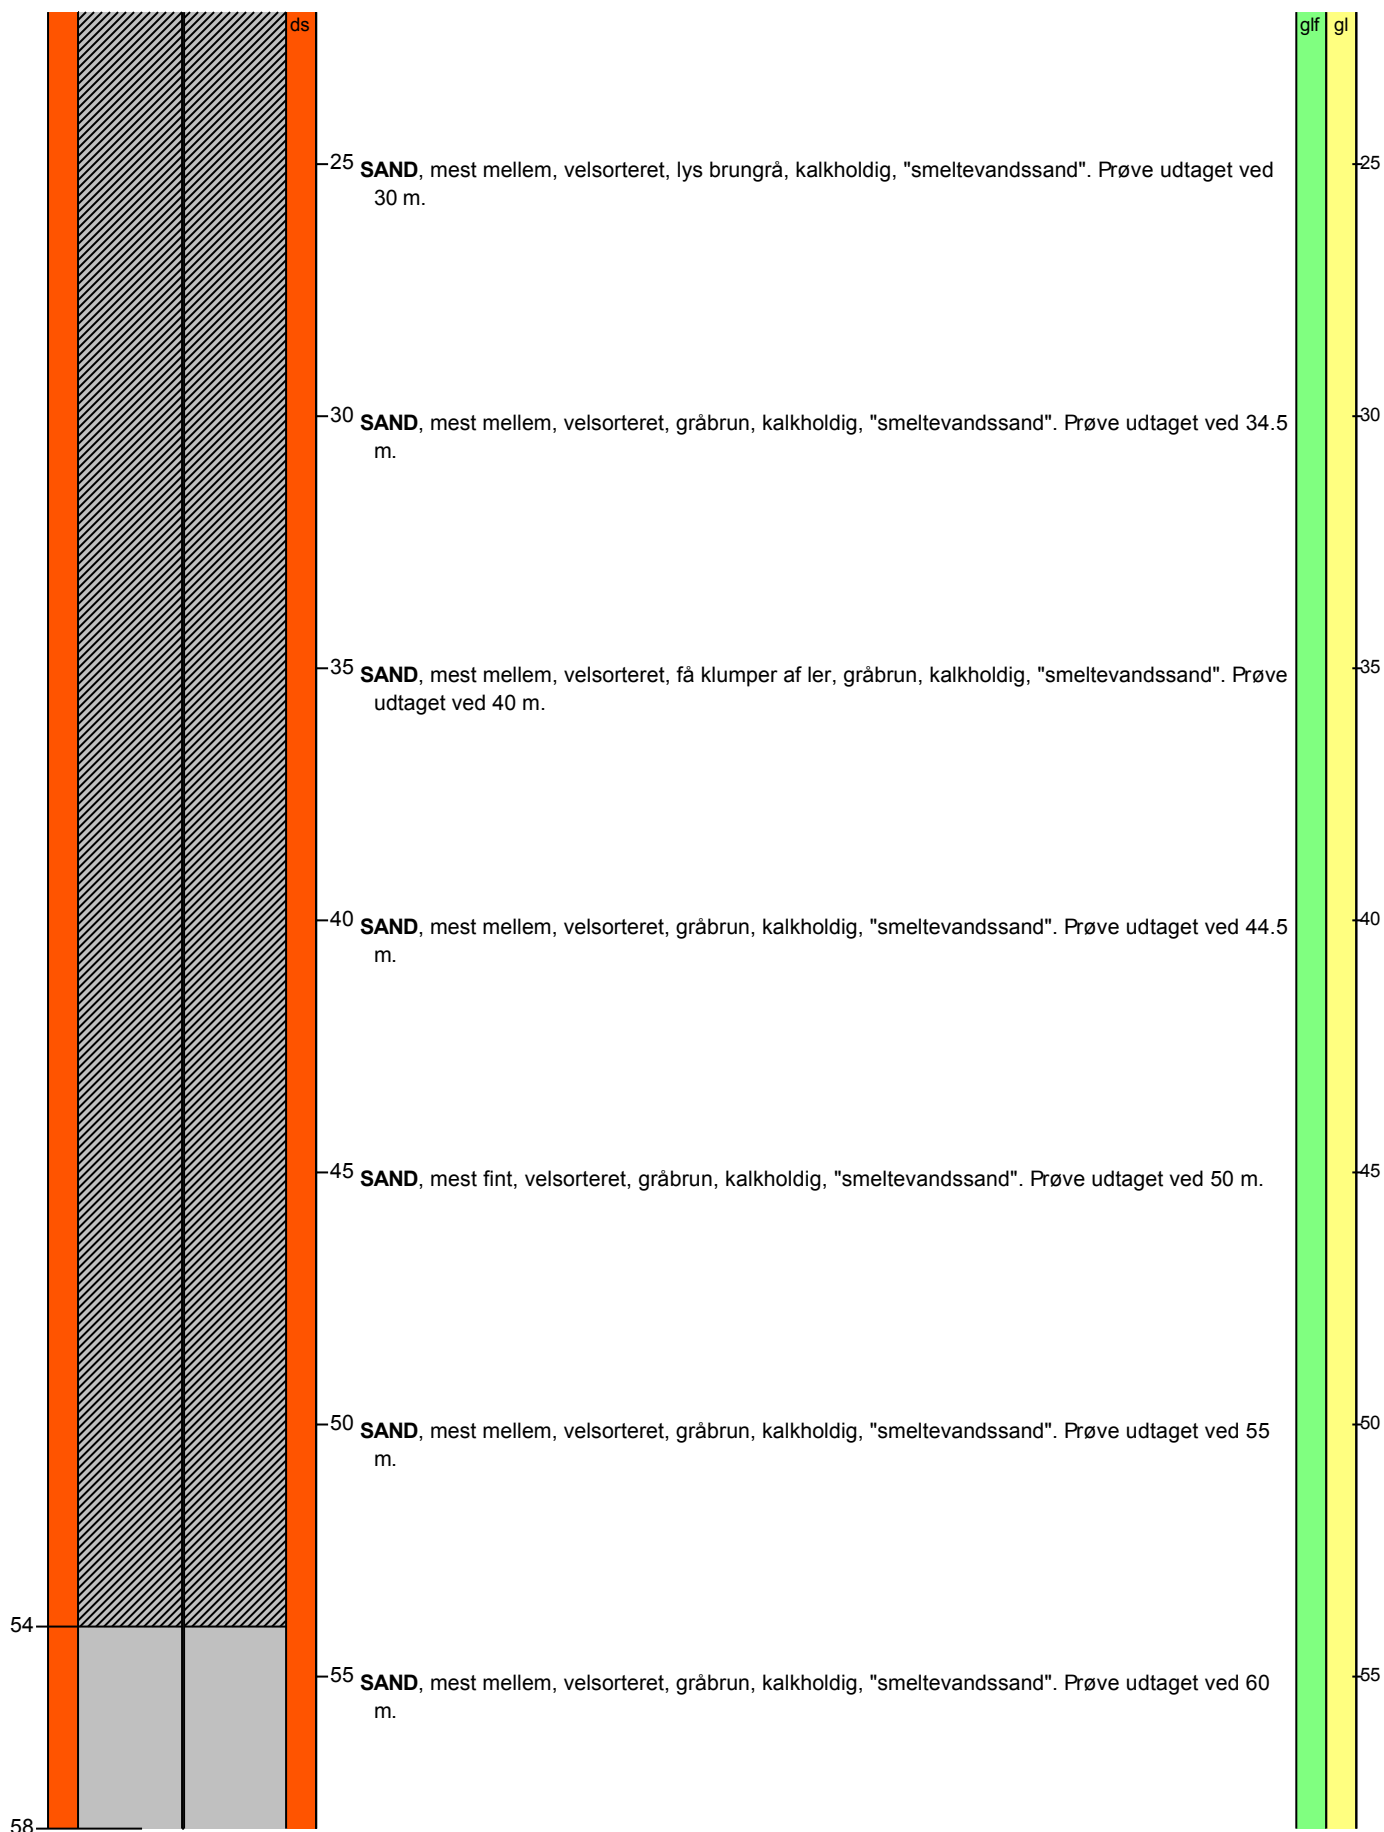 ds
glf gl
25 SAND, mest mellem, velsorteret, lys brungrå, kalkholdig, "smeltevandssand". Prøve udtaget ved 25
30 m.
30 SAND, mest mellem, velsorteret, gråbrun, kalkholdig, "smeltevandssand". Prøve udtaget ved 34.5 30
m.
35 SAND, mest mellem, velsorteret, få klumper af ler, gråbrun, kalkholdig, "smeltevandssand". Prøve 35
udtaget ved 40 m.
40 SAND, mest mellem, velsorteret, gråbrun, kalkholdig, "smeltevandssand". Prøve udtaget ved 44.5 40
m.
45 SAND, mest fint, velsorteret, gråbrun, kalkholdig, "smeltevandssand". Prøve udtaget ved 50 m. 45
50 SAND, mest mellem, velsorteret, gråbrun, kalkholdig, "smeltevandssand". Prøve udtaget ved 55 50
m.
54
55 SAND, mest mellem, velsorteret, gråbrun, kalkholdig, "smeltevandssand". Prøve udtaget ved 60 55
m.
58